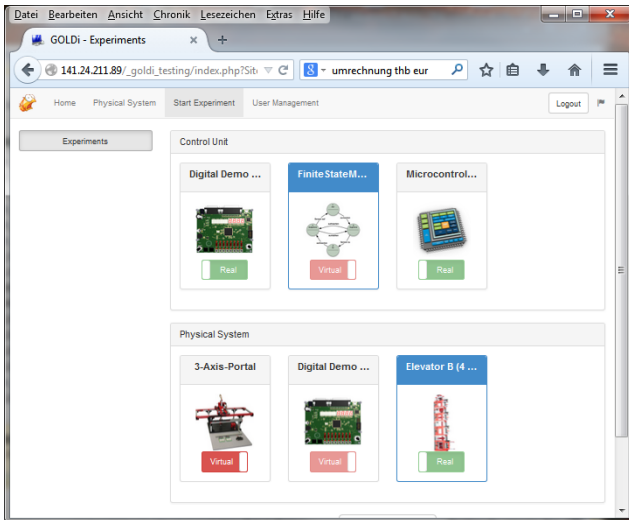 Datei Bearbeiten Ansicht Chronik Lesezeichen Extras Hilfe
GOLDi - Experiments
141.24.211.89/_goldi_testing/index.php?Sit
umrechnung thb eur
Home Physical System Start Experiment User Management Logout
Experiments
Control Unit
Digital Demo ... FiniteStateM... Microcontrol...
Real Virtual Real
Physical System
3-Axis-Portal Digital Demo ... Elevator B (4 ...
Virtual Virtual Real